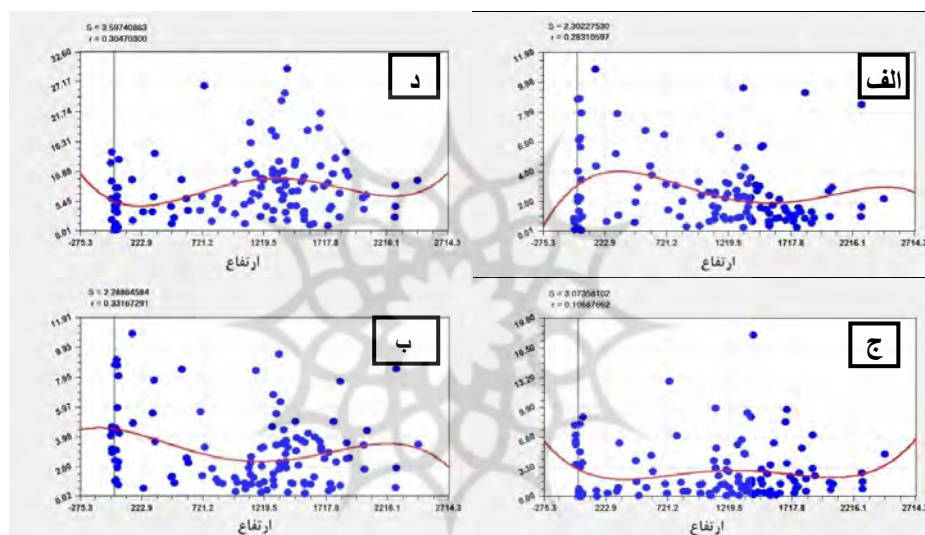 S = 3.59740863
r = 0.30470300
32.60
27.17
21.74
16.31
10.88
5.45
0.01
-275.3 222.9 721.2 1219.5 1717.8 2216.1 2714.3
ارتفاع
د
S = 2.30227530
r = 0.28310597
11.98
9.98
7.99
6.00
4.00
2.00
0.01
-275.3 222.9 721.2 1219.5 1717.8 2216.1 2714.3
ارتفاع
الف
S = 2.28864584
r = 0.33167291
11.91
9.95
7.95
5.97
3.98
2.00
0.02
-275.3 222.9 721.2 1219.5 1717.8 2216.1 2714.3
ارتفاع
ب
S = 3.07358102
r = 0.10687662
19.80
16.50
13.20
9.90
6.60
3.30
0.00
-275.3 222.9 721.2 1219.5 1717.8 2216.1 2714.3
ارتفاع
ج